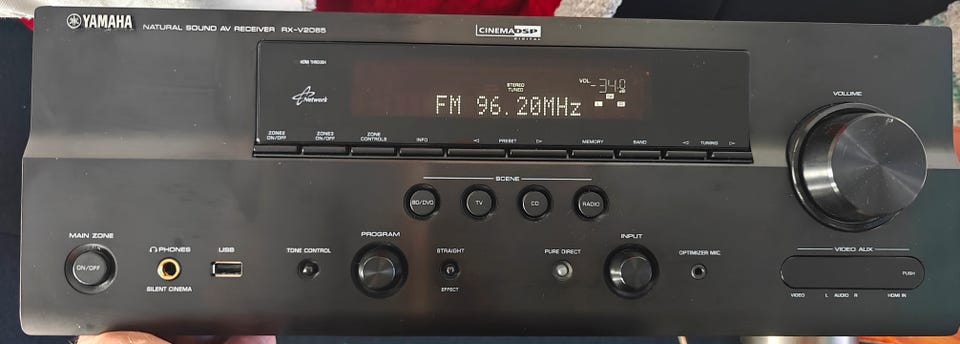 YAMAHA NATURAL SOUND AV RECEIVER RX-V2065
CINEMA DSP
DIGITAL
HDMI THROUGH
Network
VOL. -34.0 dB
STEREO
TUNED
FM 96.20MHz
VOLUME
ZONE2 ON/OFF
ZONE3 ON/OFF
ZONE CONTROLS
INFO
PRESET
MEMORY
BAND
TUNING
SCENE
BD/DVD
TV
CD
RADIO
MAIN ZONE
ON/OFF
PHONES
SILENT CINEMA
USB
TONE CONTROL
PROGRAM
STRAIGHT
EFFECT
PURE DIRECT
INPUT
OPTIMIZER MIC
VIDEO AUX
PUSH
VIDEO
L AUDIO R
HDMI IN